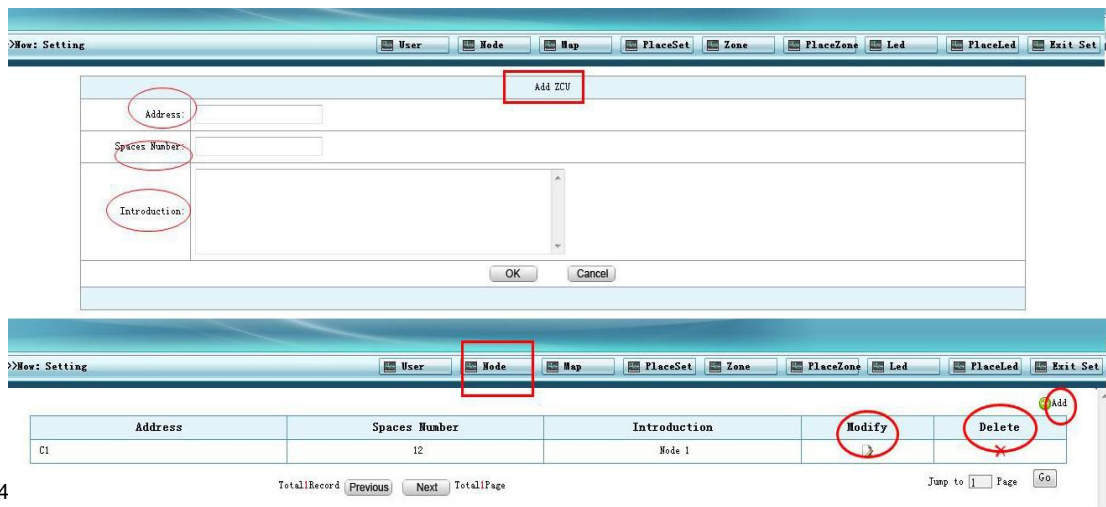 >Now: Setting User Node Map PlaceSet Zone PlaceZone Led PlaceLed Exit Set
Add ZCU
Address:
Spaces Number:
Introduction:
OK Cancel
>>Now: Setting User Node Map PlaceSet Zone PlaceZone Led PlaceLed Exit Set
Add
Address Spaces Number Introduction Modify Delete
C1 12 Node 1
Total1Record Previous Next Total1Page Jump to 1 Page Go
4